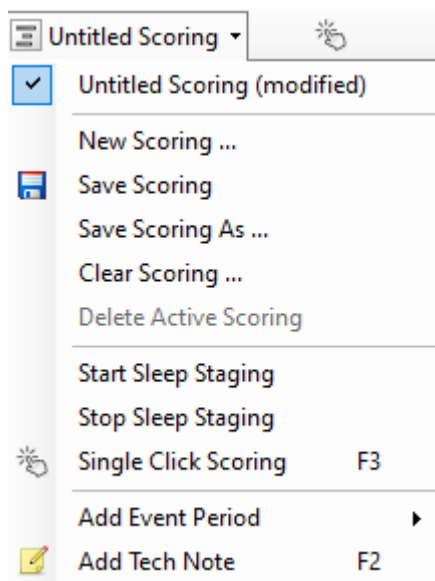 Untitled Scoring
Untitled Scoring (modified)
New Scoring ...
Save Scoring
Save Scoring As ...
Clear Scoring ...
Delete Active Scoring
Start Sleep Staging
Stop Sleep Staging
Single Click Scoring F3
Add Event Period
Add Tech Note F2